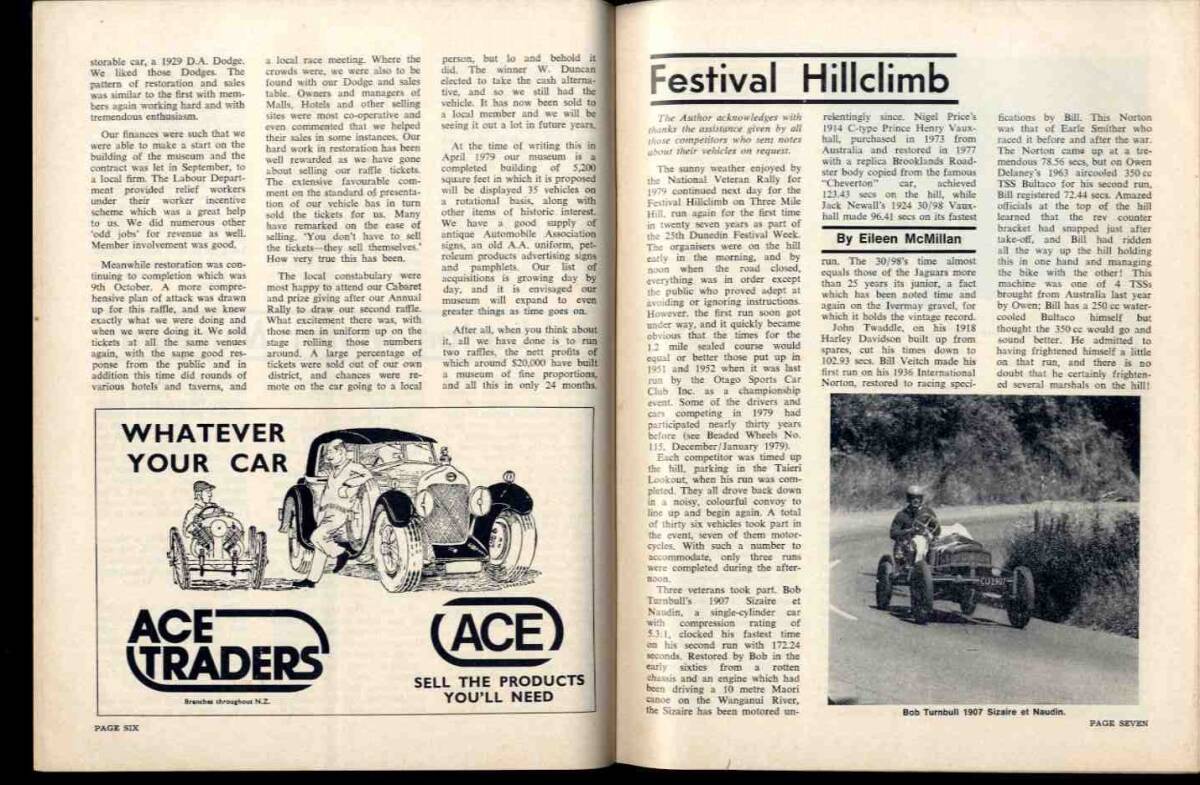 storable car, a 1929 D.A. Dodge.
We liked those Dodges. The
pattern of restoration and sales
was similar to the first with mem-
bers again working hard and with
tremendous enthusiasm.
Our finances were such that we
were able to make a start on the
building of the museum and the
contract was let in September, to
a local firm. The Labour Depart-
ment provided relief workers
under their worker incentive
scheme which was a great help
to us. We did numerous other
'odd jobs' for revenue as well.
Member involvement was good.
Meanwhile restoration was con-
tinuing to completion which was
9th October. A more compre-
hensive plan of attack was drawn
up for this raffle, and we knew
exactly what we were doing and
when we were doing it. We sold
tickets at all the same venues
again, with the same good res-
ponse from the public and in
addition this time did rounds of
various hotels and taverns, and
a local race meeting. Where the
crowds were, we were also to be
found with our Dodge and sales
table. Owners and managers of
Malls, Hotels and other selling
sites were most co-operative and
even commented that we helped
their sales in some instances. Our
hard work in restoration has been
well rewarded as we have gone
about selling our raffle tickets.
The extensive favourable com-
ment on the standard of presenta-
tion of our vehicle has in turn
sold the tickets for us. Many
have remarked on the ease of
selling. 'You don't have to sell
the tickets—they sell themselves.'
How very true this has been.
The local constabulary were
most happy to attend our Cabaret
and prize giving after our Annual
Rally to draw our second raffle.
What excitement there was, with
those men in uniform up on the
stage rolling those numbers
around. A large percentage of
tickets were sold out of our own
district, and chances were re-
mote on the car going to a local
person, but lo and behold it
did. The winner W. Duncan
elected to take the cash alterna-
tive, and so we still had the
vehicle. It has now been sold to
a local member and we will be
seeing it out a lot in future years.
At the time of writing this in
April 1979 our museum is a
completed building of 5,200
square feet in which it is proposed
will be displayed 35 vehicles on
a rotational basis, along with
other items of historic interest.
We have a good supply of
antique Automobile Association
signs, an old A.A. uniform, pet-
roleum products advertising signs
and pamphlets. Our list of
acquisitions is growing day by
day, and it is envisaged our
museum will expand to even
greater things as time goes on.
After all, when you think about
it, all we have done is to run
two raffles, the nett profits of
which around $20,000 have built
a museum of fine proportions,
and all this in only 24 months.
WHATEVER
YOUR CAR
ACE
TRADERS
Branches throughout N.Z.
ACE
SELL THE PRODUCTS
YOU'LL NEED
PAGE SIX
Festival Hillclimb
The Author acknowledges with
thanks the assistance given by all
those competitors who sent notes
about their vehicles on request.
The sunny weather enjoyed by
the National Veteran Rally for
1979 continued next day for the
Festival Hillclimb on Three Mile
Hill, run again for the first time
in twenty seven years as part of
the 25th Dunedin Festival Week.
The organisers were on the hill
early in the morning, and by
noon when the road closed,
everything was in order except
the public who proved adept at
avoiding or ignoring instructions.
However, the first run soon got
under way, and it quickly became
obvious that the times for the
1.2 mile sealed course would
equal or better those put up in
1951 and 1952 when it was last
run by the Otago Sports Car
Club Inc. as a championship
event. Some of the drivers and
cars competing in 1979 had
participated nearly thirty years
before (see Beaded Wheels No.
115, December/January 1979).
Each competitor was timed up
the hill, parking in the Taieri
Lookout, when his run was com-
pleted. They all drove back down
in a noisy, colourful convoy to
line up and begin again. A total
of thirty six vehicles took part in
the event, seven of them motor-
cycles. With such a number to
accommodate, only three runs
were completed during the after-
noon.
Three veterans took part. Bob
Turnbull's 1907 Sizaire et
Naudin, a single-cylinder car
with compression rating of
5.3:1, clocked his fastest time
on his second run with 172.24
seconds. Restored by Bob in the
early sixties from a rotten
chassis and an engine which had
been driving a 10 metre Maori
canoe on the Wanganui River,
the Sizaire has been motored un-
relentingly since. Nigel Price's
1914 C-type Prince Henry Vaux-
hall, purchased in 1973 from
Australia and restored in 1977
with a replica Brooklands Road-
ster body copied from the famous
"Cheverton" car, achieved
123.43 secs on the hill, while
Jack Newall's 1924 30/98 Vaux-
hall made 96.41 secs on its fastest
By Eileen McMillan
run. The 30/98's time almost
equals those of the Jaguars more
than 25 years its junior, a fact
which has been noted time and
again on the Ivermay gravel, for
which it holds the vintage record.
John Twaddle, on his 1918
Harley Davidson built up from
spares, cut his times down to
102.93 secs. Bill Veitch made his
first run on his 1936 International
Norton, restored to racing speci-
fications by Bill. This Norton
was that of Earle Smither who
raced it before and after the war.
The Norton came up at a tre-
mendous 78.56 secs, but on Owen
Delaney's 1963 aircooled 350 cc
TSS Bultaco for his second run,
Bill registered 72.44 secs. Amazed
officials at the top of the hill
learned that the rev counter
bracket had snapped just after
take-off, and Bill had ridden
all the way up the hill holding
this in one hand and managing
the bike with the other! This
machine was one of 4 TSSs
brought from Australia last year
by Owen; Bill has a 250 cc water-
cooled Bultaco himself but
thought the 350 cc would go and
sound better. He admitted to
having frightened himself a little
on that run, and there is no
doubt that he certainly frighten-
ed several marshals on the hill!
CU 1907
Bob Turnbull 1907 Sizaire et Naudin.
PAGE SEVEN